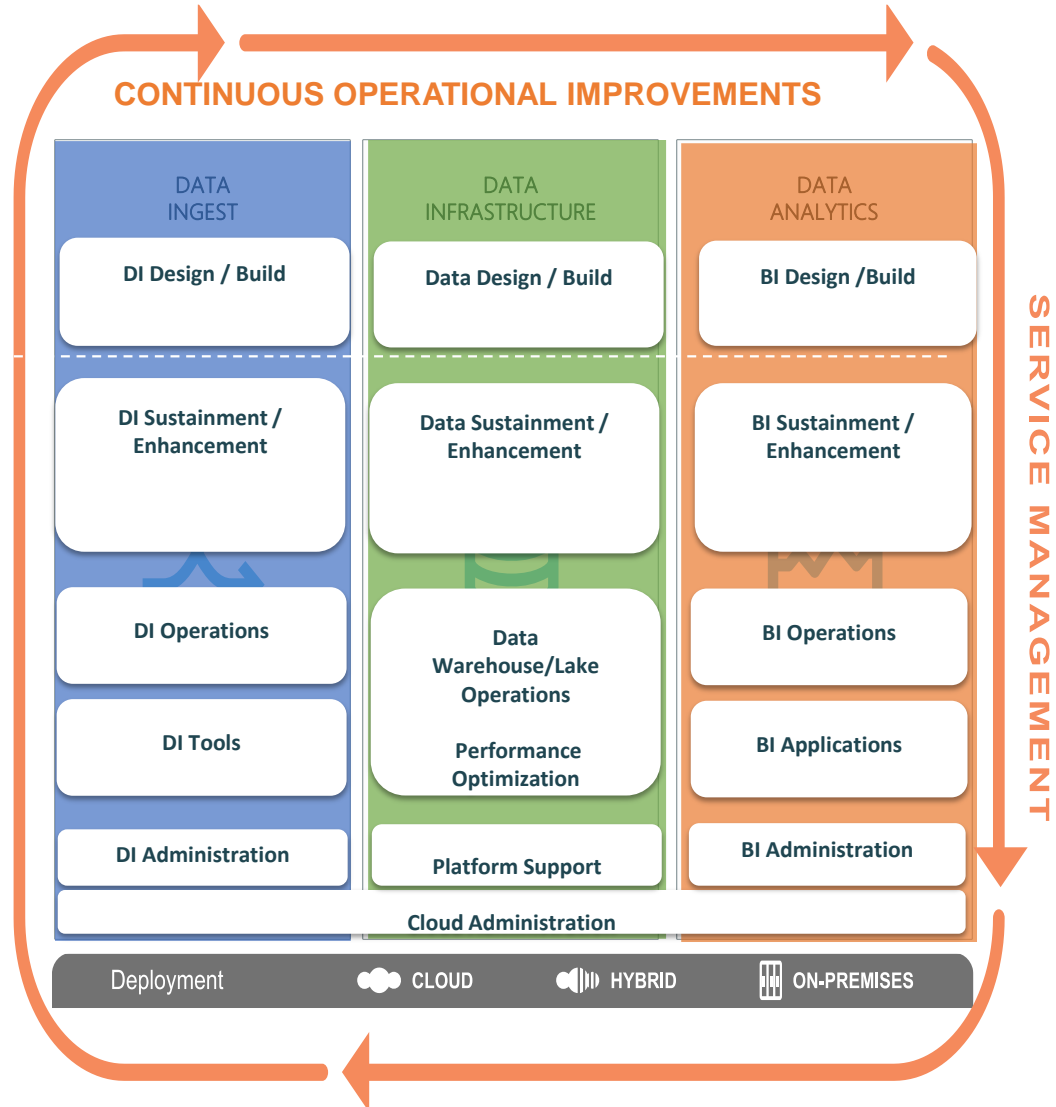 CONTINUOUS OPERATIONAL IMPROVEMENTS
DATA
INGEST
DI Design / Build
DI Sustainment /
Enhancement
DI Operations
DI Tools
DI Administration
DATA
INFRASTRUCTURE
Data Design / Build
Data Sustainment /
Enhancement
Data
Warehouse/Lake
Operations
Performance
Optimization
Platform Support
DATA
ANALYTICS
BI Design /Build
BI Sustainment /
Enhancement
BI Operations
BI Applications
BI Administration
Cloud Administration
Deployment
CLOUD
HYBRID
ON-PREMISES
SERVICE MANAGEMENT